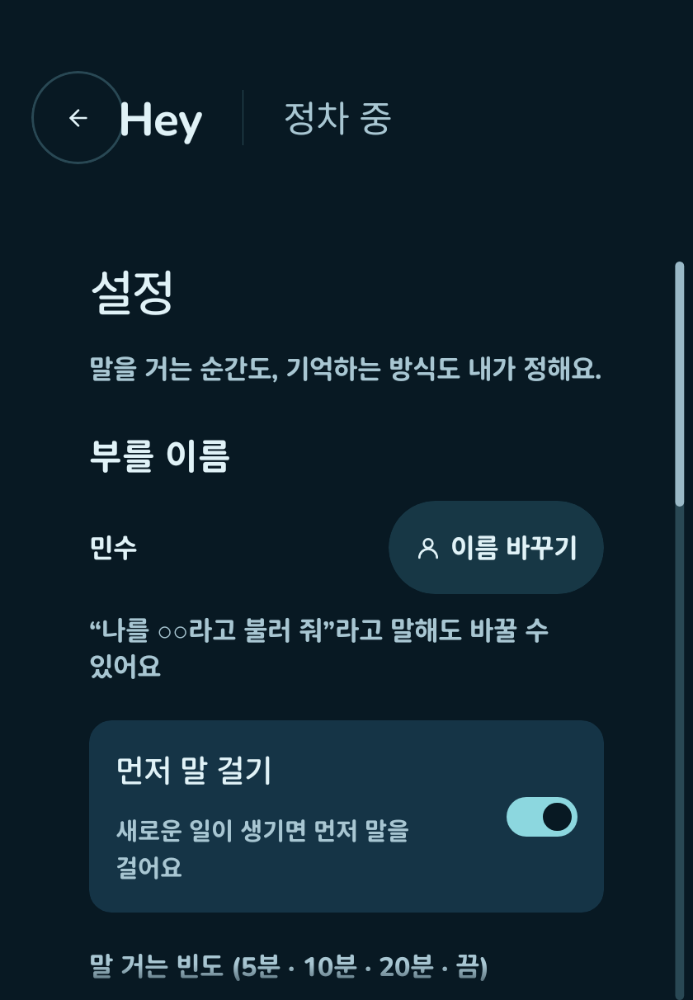 Hey 정차 중
설정
말을 거는 순간도, 기억하는 방식도 내가 정해요.
부를 이름
민수
이름 바꾸기
“나를 ○○라고 불러 줘”라고 말해도 바꿀 수
있어요
먼저 말 걸기
새로운 일이 생기면 먼저 말을
걸어요
말 거는 빈도 (5분 · 10분 · 20분 · 끔)